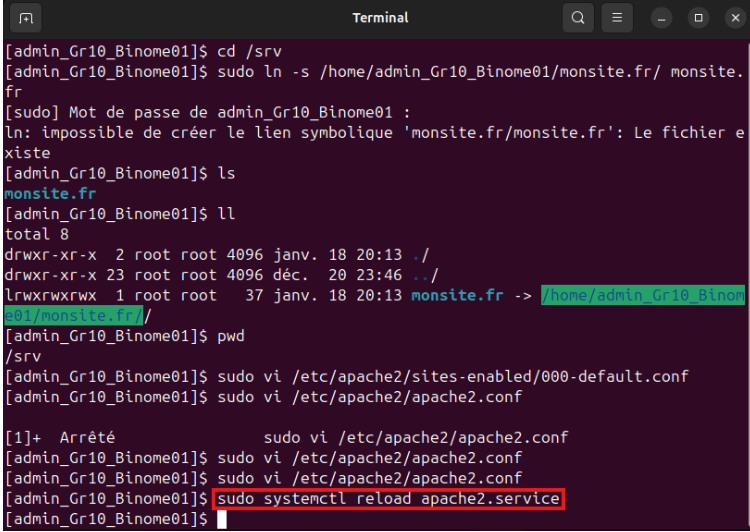 Terminal
[admin_Gr10_Binome01]$ cd /srv
[admin_Gr10_Binome01]$ sudo ln -s /home/admin_Gr10_Binome01/monsite.fr/ monsite.
fr
[sudo] Mot de passe de admin_Gr10_Binome01 :
ln: impossible de créer le lien symbolique 'monsite.fr/monsite.fr': Le fichier e
xiste
[admin_Gr10_Binome01]$ ls
monsite.fr
[admin_Gr10_Binome01]$ ll
total 8
drwxr-xr-x  2 root root 4096 janv. 18 20:13 ./
drwxr-xr-x 23 root root 4096 déc.  20 23:46 ../
lrwxrwxrwx  1 root root   37 janv. 18 20:13 monsite.fr -> /home/admin_Gr10_Binom
e01/monsite.fr//
[admin_Gr10_Binome01]$ pwd
/srv
[admin_Gr10_Binome01]$ sudo vi /etc/apache2/sites-enabled/000-default.conf
[admin_Gr10_Binome01]$ sudo vi /etc/apache2/apache2.conf
[1]+  Arrêté                 sudo vi /etc/apache2/apache2.conf
[admin_Gr10_Binome01]$ sudo vi /etc/apache2/apache2.conf
[admin_Gr10_Binome01]$ sudo vi /etc/apache2/apache2.conf
[admin_Gr10_Binome01]$ sudo systemctl reload apache2.service
[admin_Gr10_Binome01]$